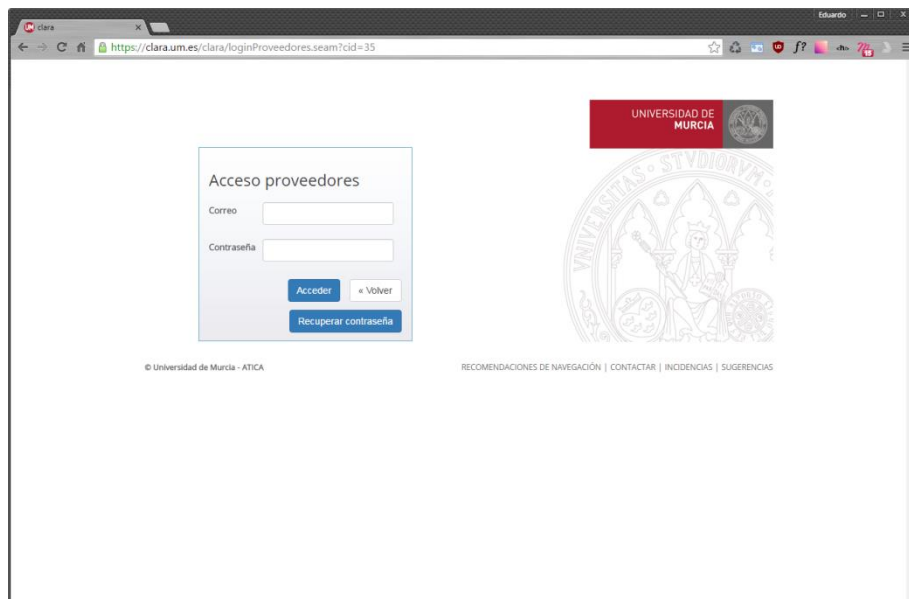 Eduardo
clara
https://clara.um.es/clara/loginProveedores.seam?cid=35
UNIVERSIDAD DE
MURCIA
Acceso proveedores
Correo
Contraseña
Acceder
« Volver
Recuperar contraseña
© Universidad de Murcia - ATICA
RECOMENDACIONES DE NAVEGACIÓN | CONTACTAR | INCIDENCIAS | SUGERENCIAS